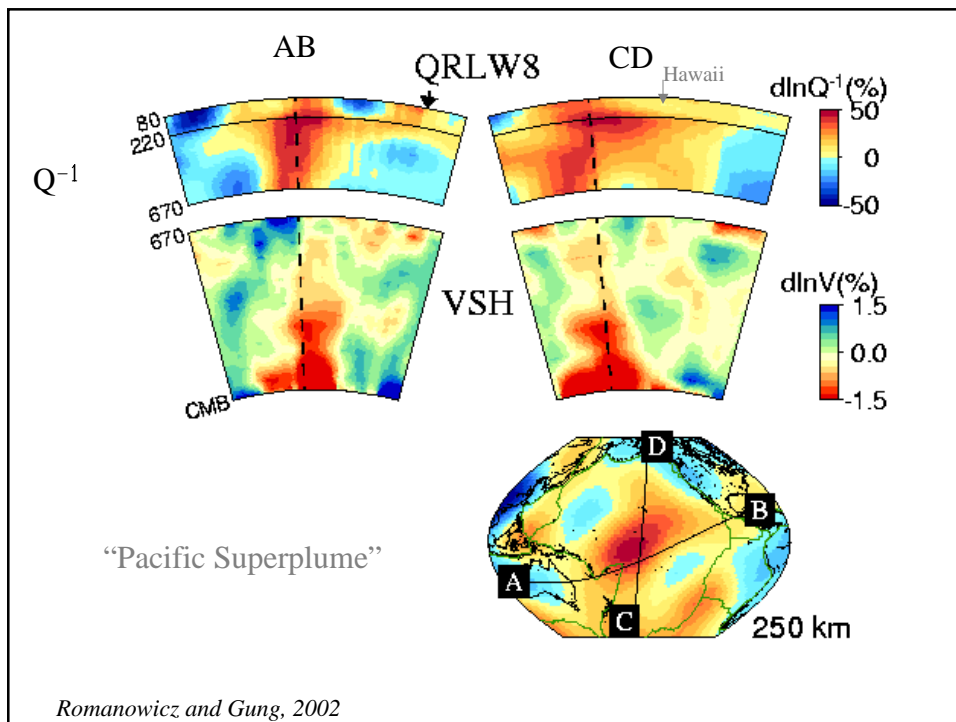 AB
QRLW8
CD
Hawaii
dlnQ⁻¹(%)
80
220
670
Q⁻¹
50
0
-50
670
CMB
VSH
dlnV(%)
1.5
0.0
-1.5
D
B
A
C
250 km
“Pacific Superplume”
Romanowicz and Gung, 2002